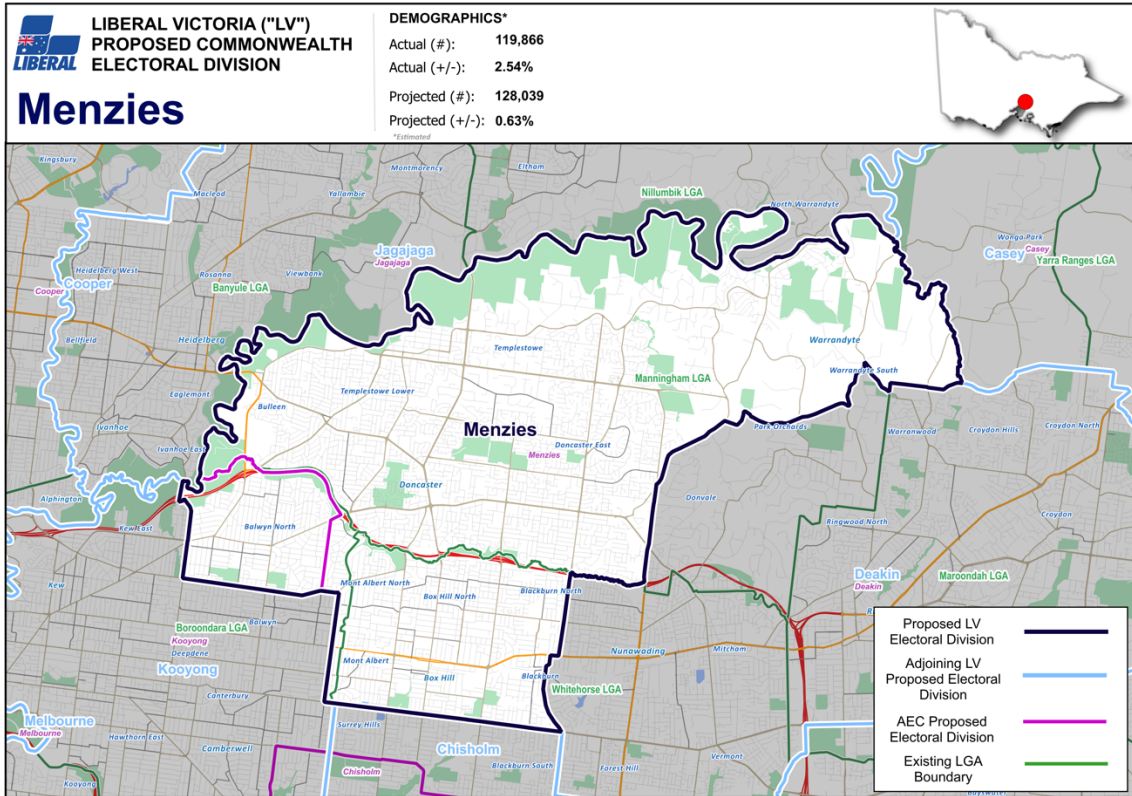 LIBERAL VICTORIA ("LV")
PROPOSED COMMONWEALTH
ELECTORAL DIVISION
LIBERAL
Menzies
DEMOGRAPHICS*
Actual (#): 119,866
Actual (+/-): 2.54%
Projected (#): 128,039
Projected (+/-): 0.63%
*Estimated
Kingsbury
Macleod
Montmorency
Eltham
Yallambie
Nillumbik LGA
North Warrandyte
Wonga Park
Casey
Casey
Yarra Ranges LGA
Jagajaga
Jagajaga
Heidelberg West
Cooper
Cooper
Rosanna
Viewbank
Banyule LGA
Bellfield
Heidelberg
Templestowe
Warrandyte
Warrandyte South
Manningham LGA
Eaglemont
Templestowe Lower
Bulleen
Ivanhoe
Menzies
Doncaster East
Menzies
Park Orchards
Warranwood
Croydon Hills
Croydon North
Ivanhoe East
Doncaster
Donvale
Alphington
Kew East
Balwyn North
Ringwood North
Croydon
Kew
Mont Albert North
Box Hill North
Blackburn North
Deakin
Deakin
Maroondah LGA
Balwyn
Boroondara LGA
Kooyong
Deepdene
Kooyong
Mont Albert
Box Hill
Blackburn
Nunawading
Mitcham
Whitehorse LGA
Canterbury
Melbourne
Melbourne
Hawthorn East
Camberwell
Surrey Hills
Chisholm
Chisholm
Blackburn South
Forest Hill
Vermont
Kooyong
Proposed LV
Electoral Division
Adjoining LV
Proposed Electoral
Division
AEC Proposed
Electoral Division
Existing LGA
Boundary